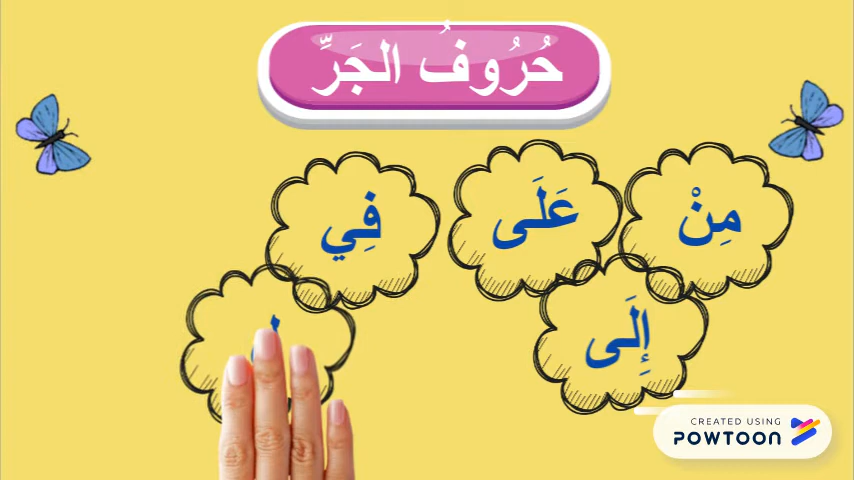 حُرُوفُ الجَرِّ
مِنْ
عَلَى
فِي
إِلَى
CREATED USING
POWTOON